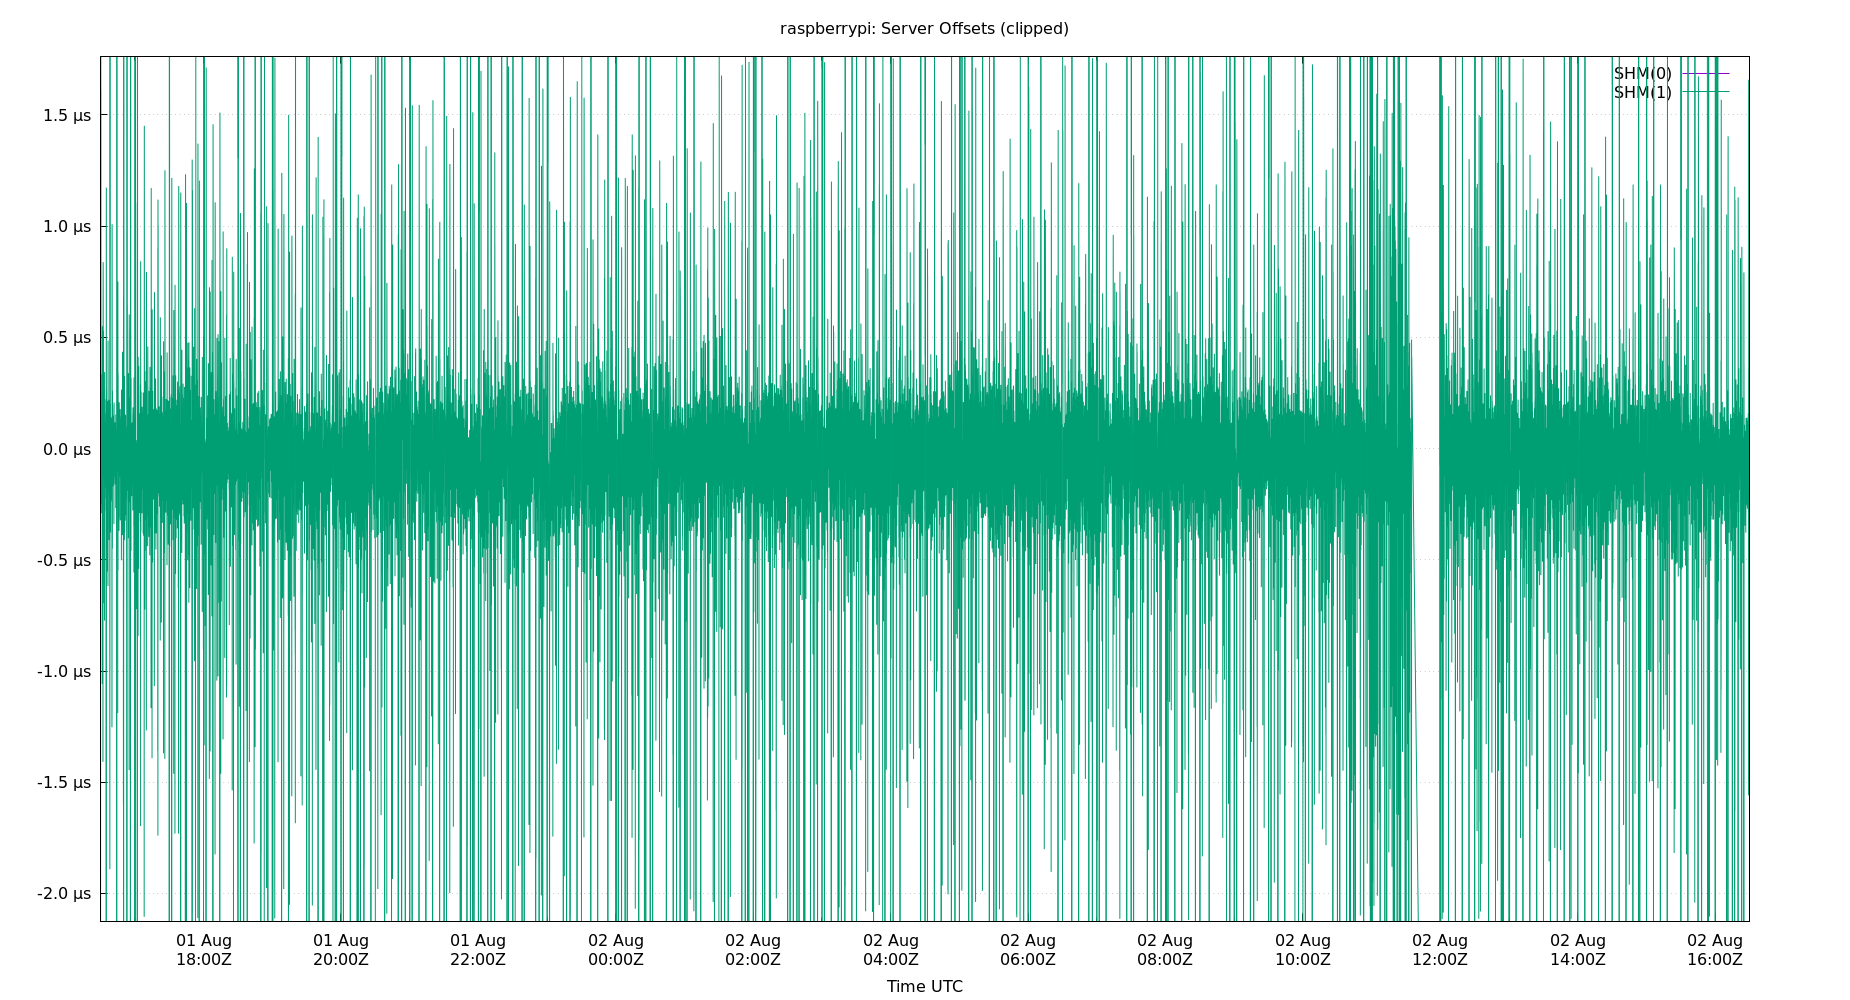 raspberrypi: Server Offsets (clipped)
SHM(0)
SHM(1)
1.5 µs
1.0 µs
0.5 µs
0.0 µs
-0.5 µs
-1.0 µs
-1.5 µs
-2.0 µs
01 Aug 01 Aug 01 Aug 02 Aug 02 Aug 02 Aug 02 Aug 02 Aug 02 Aug 02 Aug 02 Aug 02 Aug
18:00Z 20:00Z 22:00Z 00:00Z 02:00Z 04:00Z 06:00Z 08:00Z 10:00Z 12:00Z 14:00Z 16:00Z
Time UTC